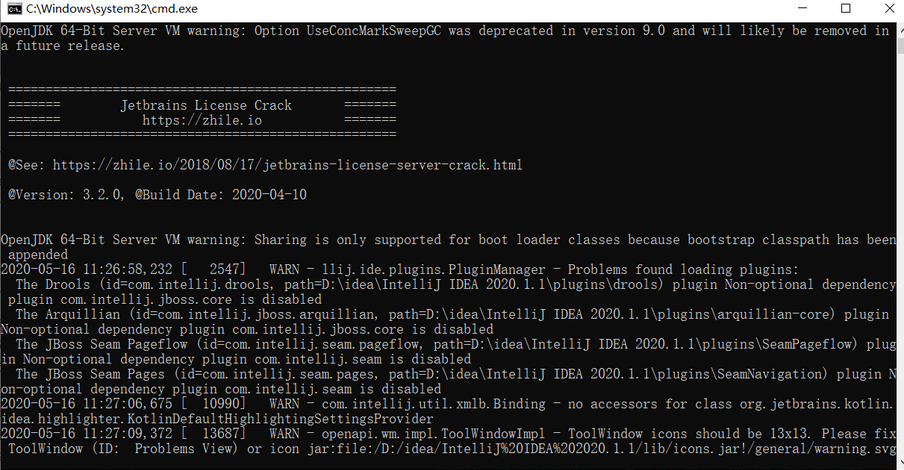 C:\Windows\system32\cmd.exe
OpenJDK 64-Bit Server VM warning: Option UseConcMarkSweepGC was deprecated in version 9.0 and will likely be removed in
a future release.
====================================================
======= Jetbrains License Crack =======
======= https://zhile.io =======
====================================================
@See: https://zhile.io/2018/08/17/jetbrains-license-server-crack.html
@Version: 3.2.0, @Build Date: 2020-04-10
OpenJDK 64-Bit Server VM warning: Sharing is only supported for boot loader classes because bootstrap classpath has been
appended
2020-05-16 11:26:58,232 [   2547]   WARN - llij.ide.plugins.PluginManager - Problems found loading plugins:
The Drools (id=com.intellij.drools, path=D:\idea\IntelliJ IDEA 2020.1.1\plugins\drools) plugin Non-optional dependency
plugin com.intellij.jboss.core is disabled
The Arquillian (id=com.intellij.jboss.arquillian, path=D:\idea\IntelliJ IDEA 2020.1.1\plugins\arquillian-core) plugin
Non-optional dependency plugin com.intellij.jboss.core is disabled
The JBoss Seam Pageflow (id=com.intellij.seam.pageflow, path=D:\idea\IntelliJ IDEA 2020.1.1\plugins\SeamPageflow) plug
in Non-optional dependency plugin com.intellij.seam is disabled
The JBoss Seam Pages (id=com.intellij.seam.pages, path=D:\idea\IntelliJ IDEA 2020.1.1\plugins\SeamNavigation) plugin N
on-optional dependency plugin com.intellij.seam is disabled
2020-05-16 11:27:06,675 [  10990]   WARN - com.intellij.util.xmlb.Binding - no accessors for class org.jetbrains.kotlin.
idea.highlighter.KotlinDefaultHighlightingSettingsProvider
2020-05-16 11:27:09,372 [  13687]   WARN - openapi.wm.impl.ToolWindowImpl - ToolWindow icons should be 13x13. Please fix
ToolWindow (ID:  Problems View) or icon jar:file:/D:/idea/IntelliJ%20IDEA%202020.1.1/lib/icons.jar!/general/warning.svg